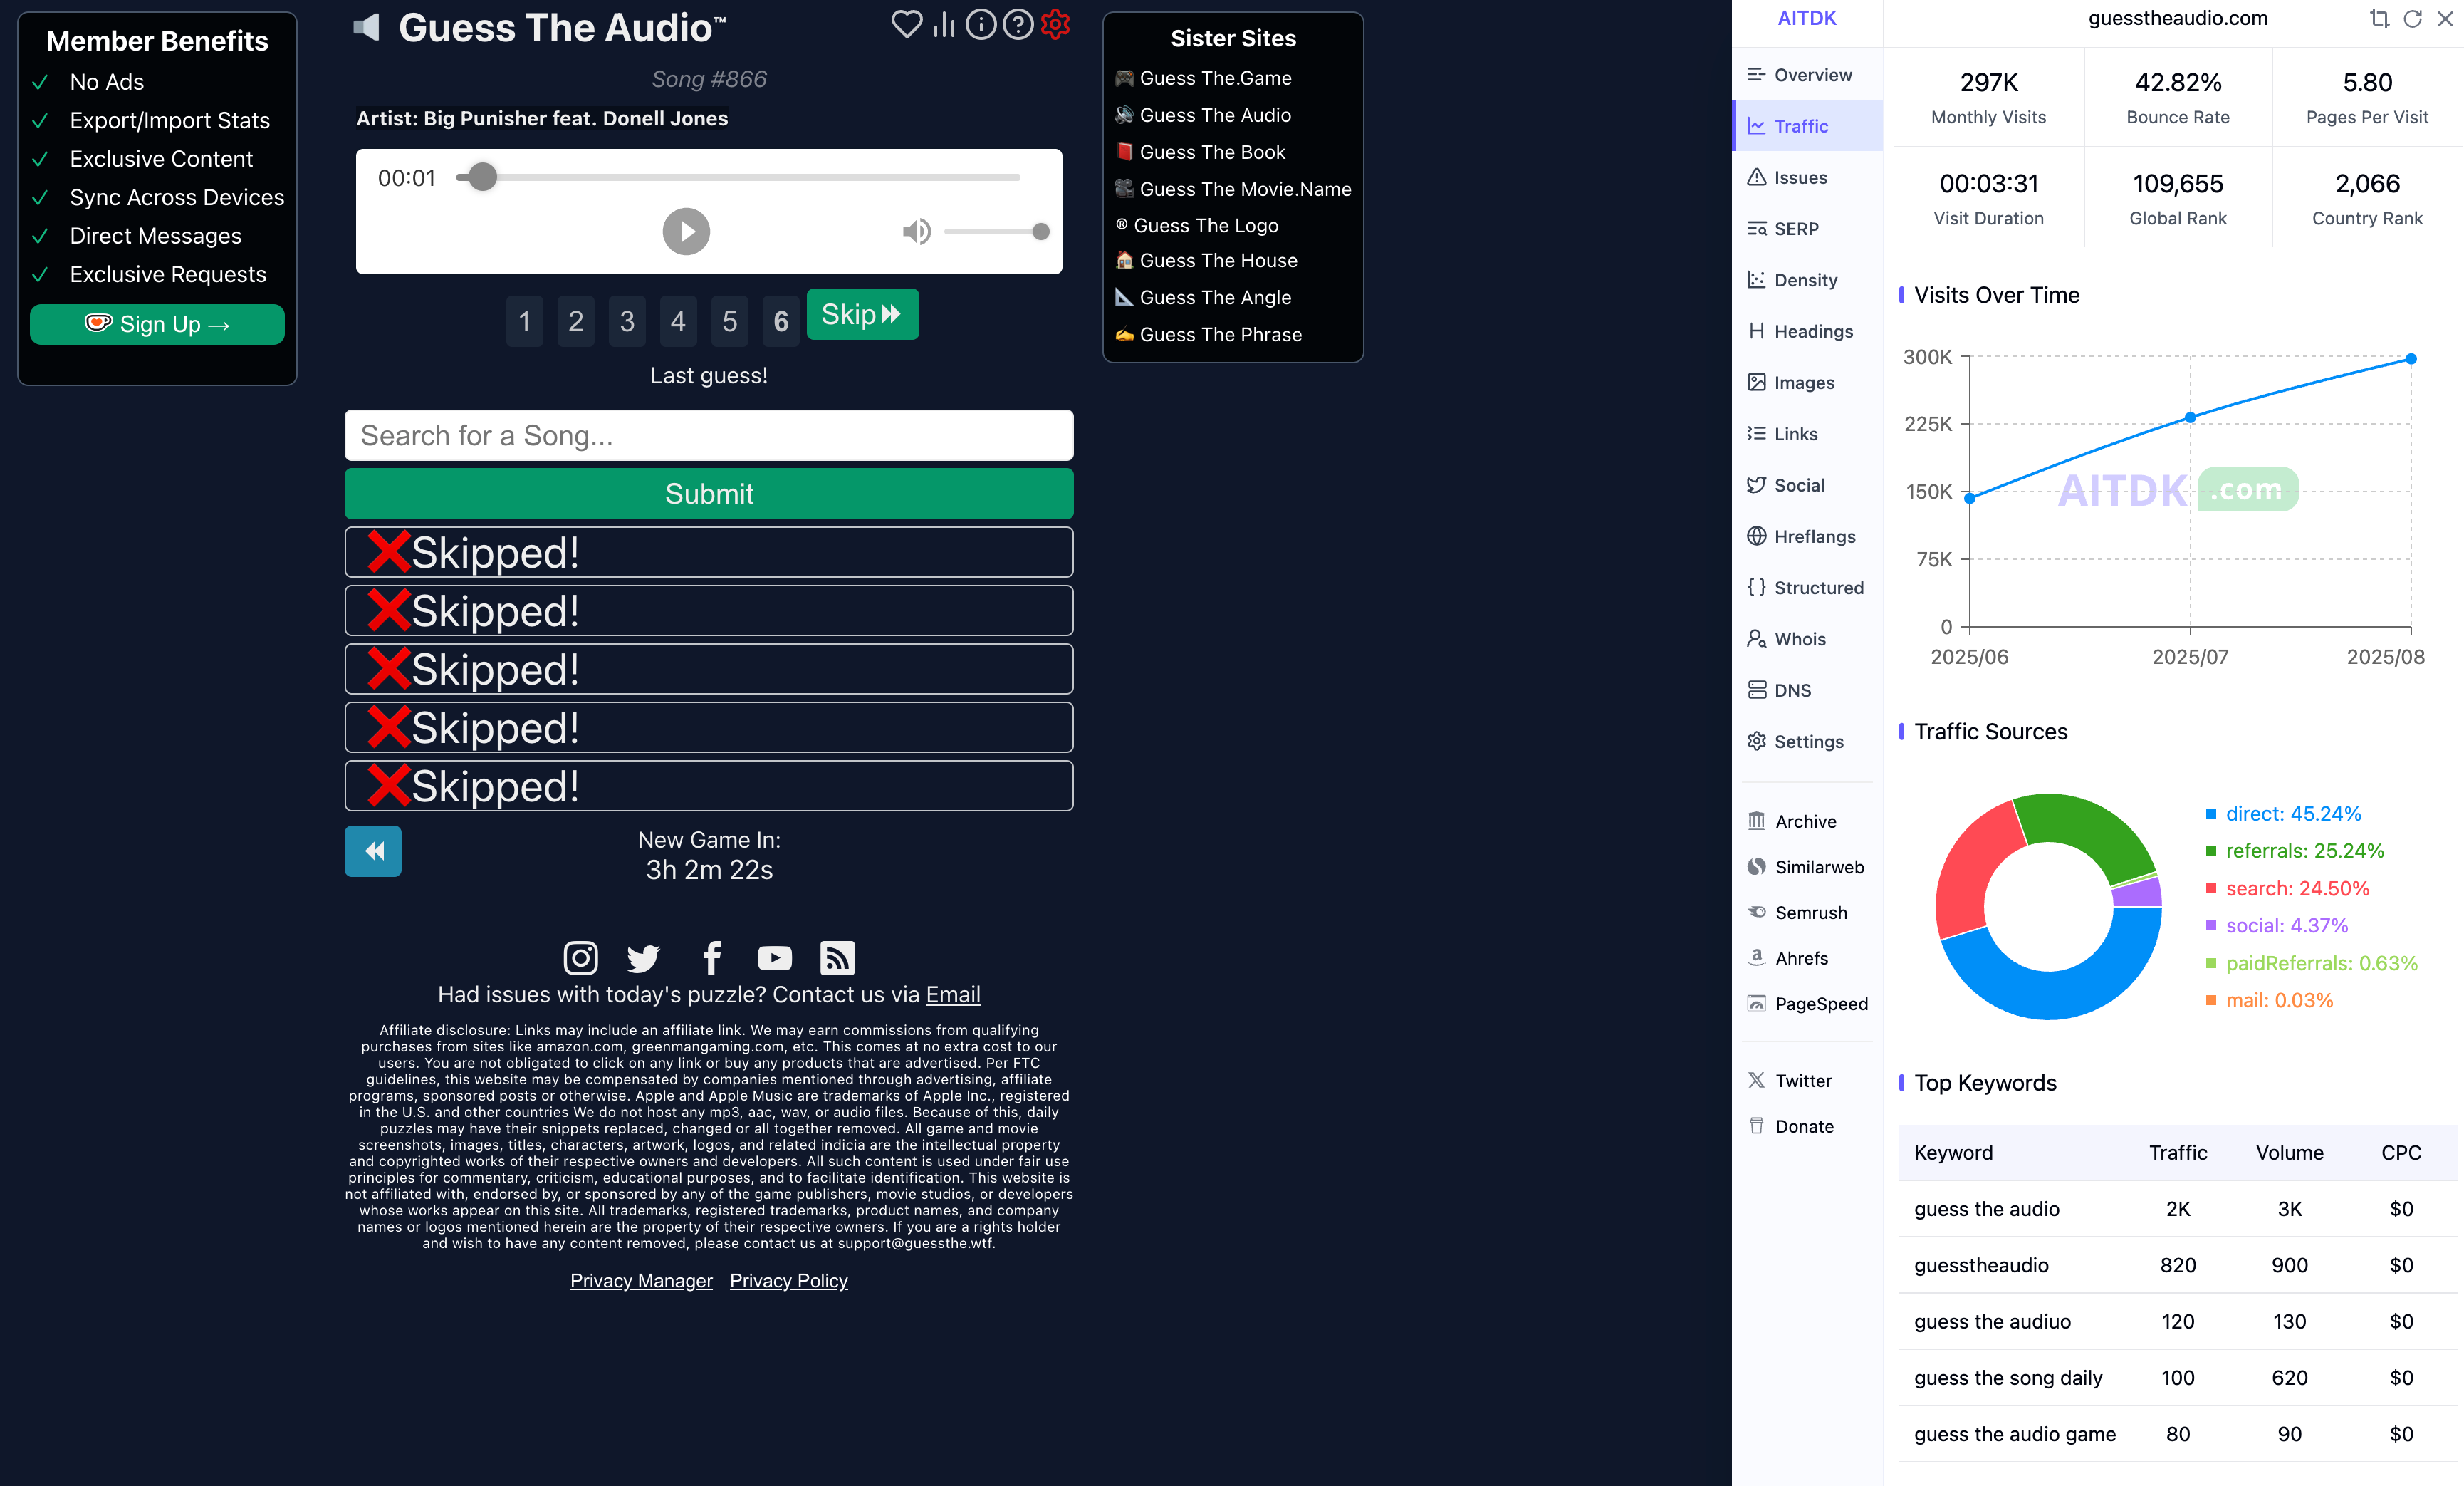 Member Benefits
✓ No Ads
✓ Export/Import Stats
✓ Exclusive Content
✓ Sync Across Devices
✓ Direct Messages
✓ Exclusive Requests
Sign Up →
Guess The Audio™
Song #866
Artist: Big Punisher feat. Donell Jones
00:01
1 2 3 4 5 6 Skip
Last guess!
Search for a Song...
Submit
❌Skipped!
❌Skipped!
❌Skipped!
❌Skipped!
❌Skipped!
New Game In:
3h 2m 22s
Had issues with today's puzzle? Contact us via Email
Affiliate disclosure: Links may include an affiliate link. We may earn commissions from qualifying
purchases from sites like amazon.com, greenmangaming.com, etc. This comes at no extra cost to our
users. You are not obligated to click on any link or buy any products that are advertised. Per FTC
guidelines, this website may be compensated by companies mentioned through advertising, affiliate
programs, sponsored posts or otherwise. Apple and Apple Music are trademarks of Apple Inc., registered
in the U.S. and other countries We do not host any mp3, aac, wav, or audio files. Because of this, daily
puzzles may have their snippets replaced, changed or all together removed. All game and movie
screenshots, images, titles, characters, artwork, logos, and related indicia are the intellectual property
and copyrighted works of their respective owners and developers. All such content is used under fair use
principles for commentary, criticism, educational purposes, and to facilitate identification. This website is
not affiliated with, endorsed by, or sponsored by any of the game publishers, movie studios, or developers
whose works appear on this site. All trademarks, registered trademarks, product names, and company
names or logos mentioned herein are the property of their respective owners. If you are a rights holder
and wish to have any content removed, please contact us at support@guessthe.wtf.
Privacy Manager Privacy Policy
Sister Sites
🎮 Guess The.Game
🔊 Guess The Audio
📕 Guess The Book
🎥 Guess The Movie.Name
® Guess The Logo
🏠 Guess The House
📐 Guess The Angle
✍️ Guess The Phrase
AITDK
Overview
Traffic
Issues
SERP
Density
Headings
Images
Links
Social
Hreflangs
Structured
Whois
DNS
Settings
Archive
Similarweb
Semrush
Ahrefs
PageSpeed
Twitter
Donate
guesstheaudio.com
297K 42.82% 5.80
Monthly Visits Bounce Rate Pages Per Visit
00:03:31 109,655 2,066
Visit Duration Global Rank Country Rank
Visits Over Time
300K
225K
150K
75K
0
2025/06 2025/07 2025/08
AITDK .com
Traffic Sources
direct: 45.24%
referrals: 25.24%
search: 24.50%
social: 4.37%
paidReferrals: 0.63%
mail: 0.03%
Top Keywords
Keyword Traffic Volume CPC
guess the audio 2K 3K $0
guesstheaudio 820 900 $0
guess the audiuo 120 130 $0
guess the song daily 100 620 $0
guess the audio game 80 90 $0